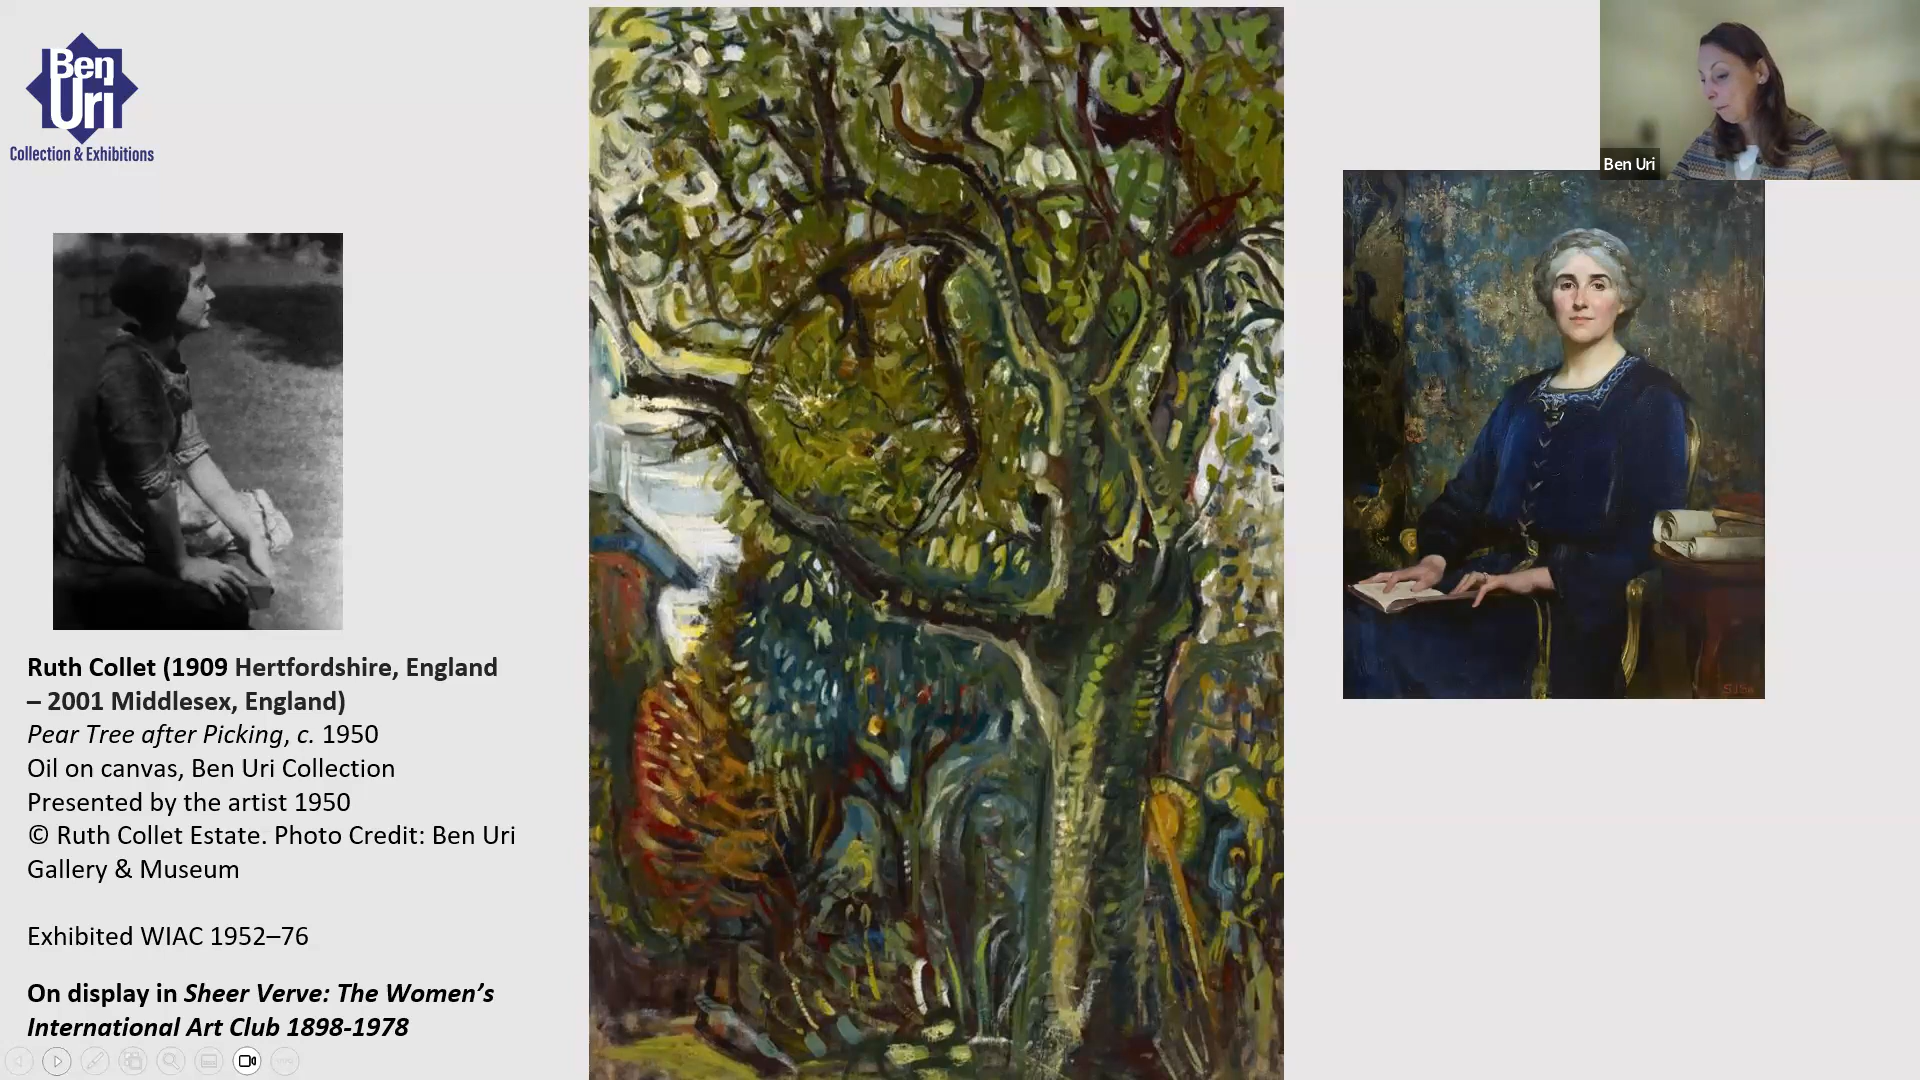 Ben
Uri
Collection & Exhibitions
Ben Uri
Ruth Collet (1909 Hertfordshire, England
– 2001 Middlesex, England)
Pear Tree after Picking, c. 1950
Oil on canvas, Ben Uri Collection
Presented by the artist 1950
© Ruth Collet Estate. Photo Credit: Ben Uri
Gallery & Museum
Exhibited WIAC 1952–76
On display in Sheer Verve: The Women’s
International Art Club 1898-1978